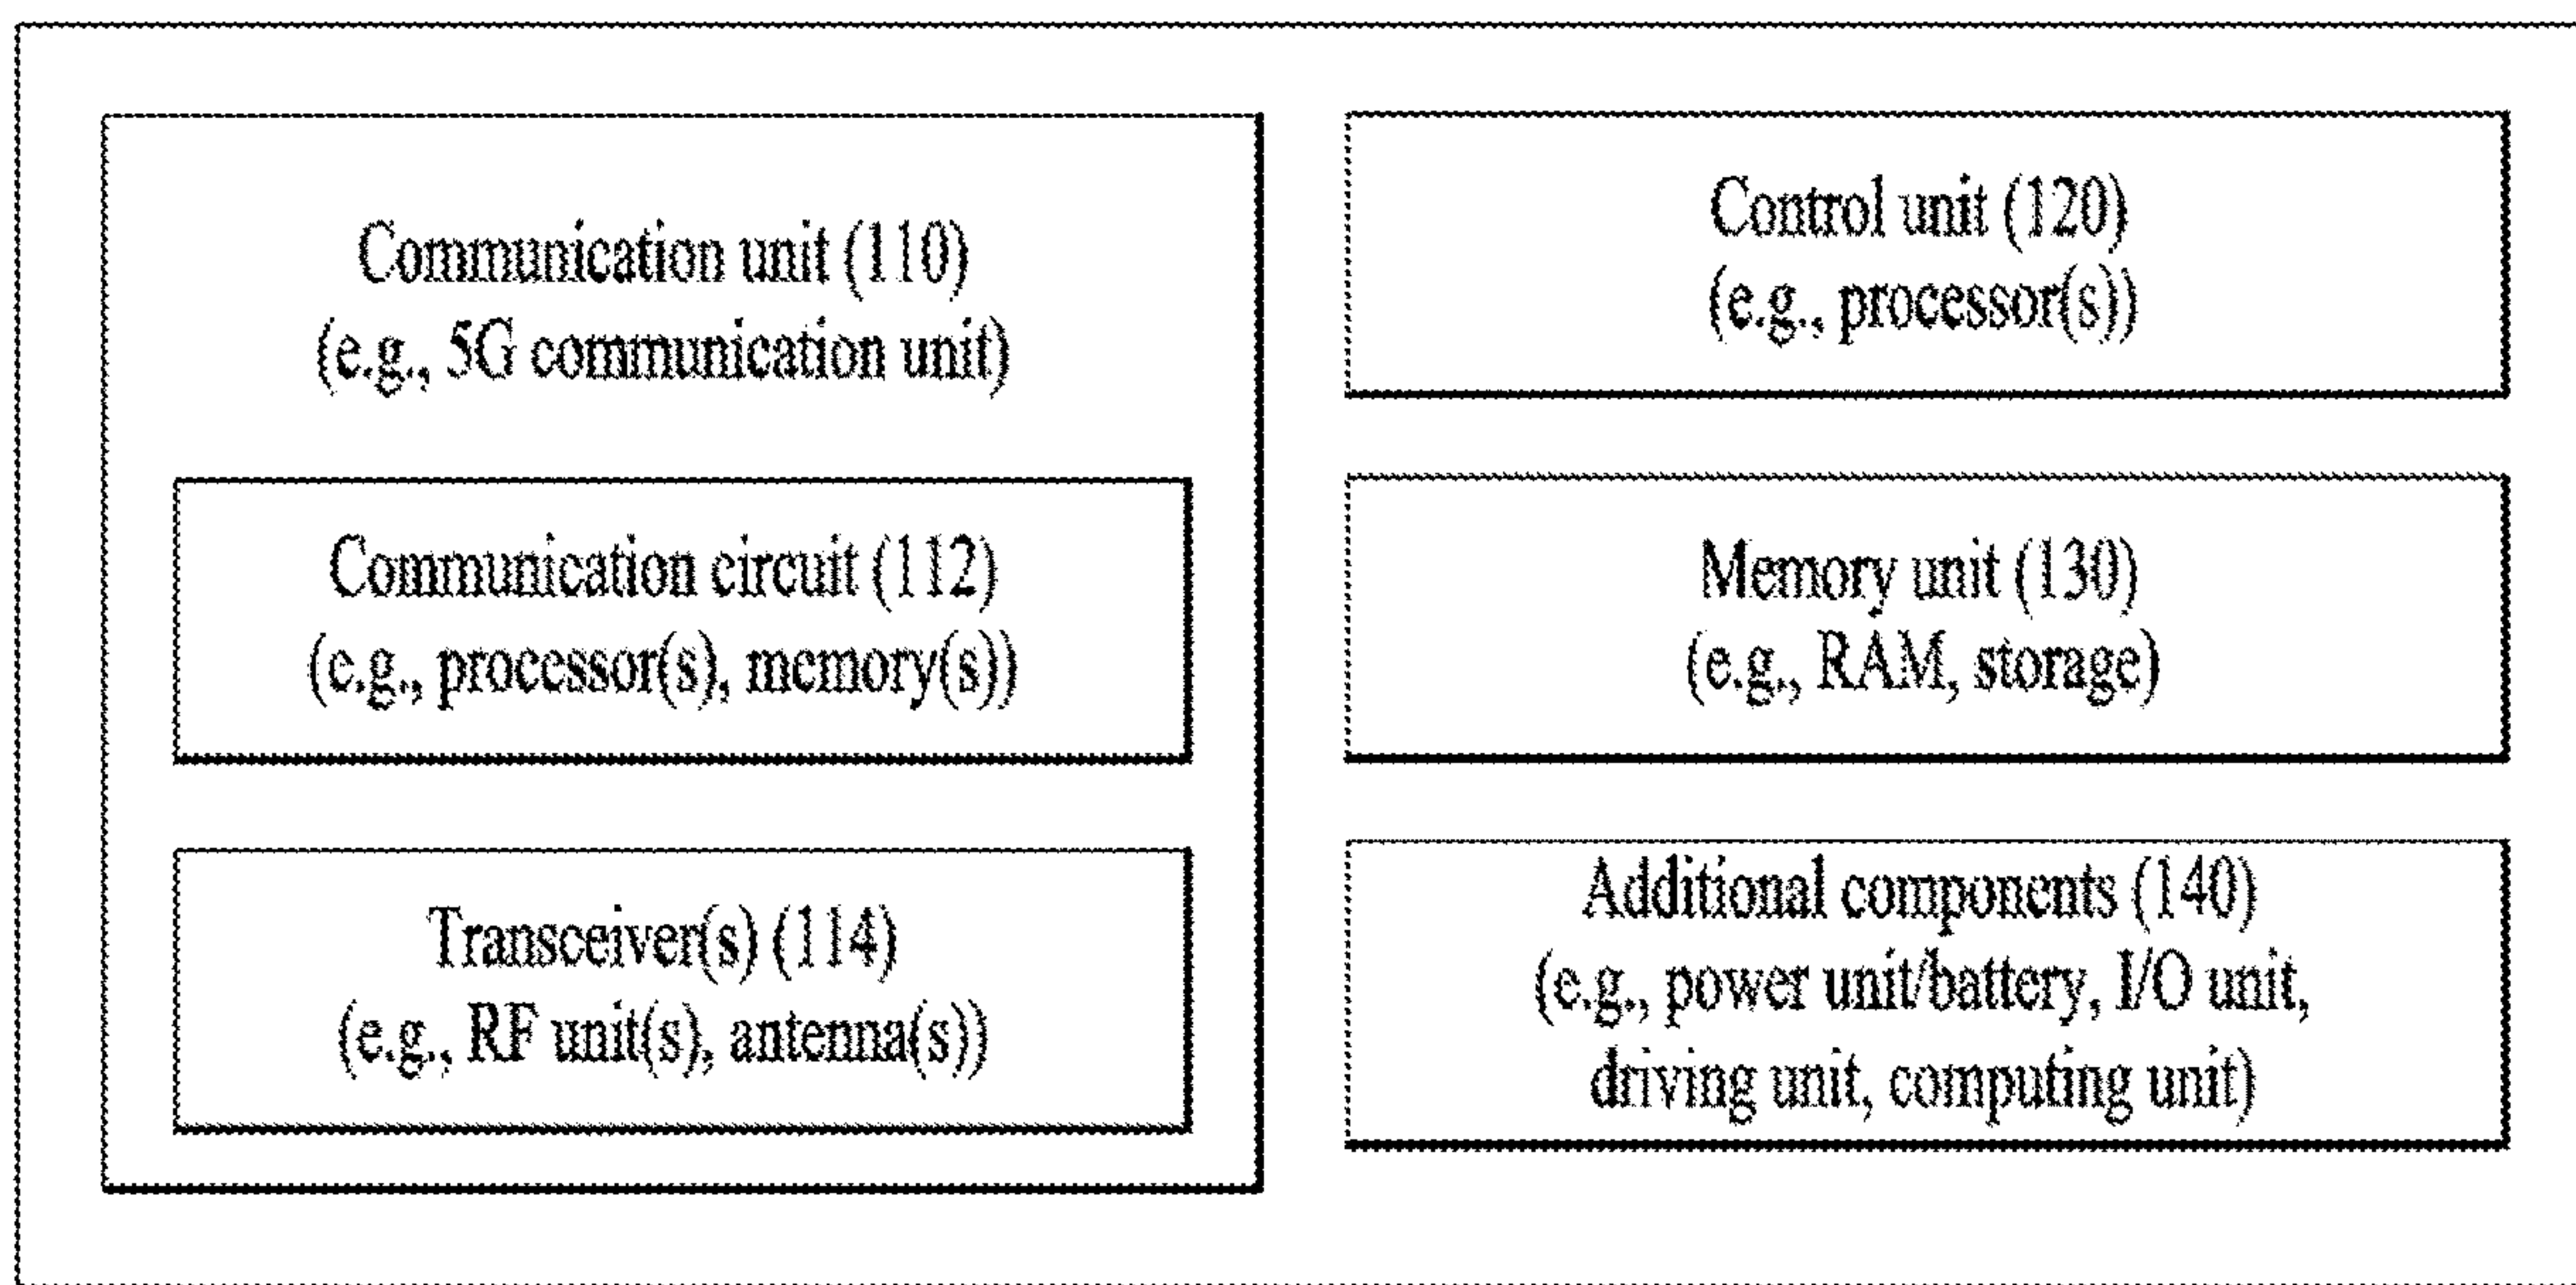 Communication unit (110)
(e.g., 5G communication unit)
Communication circuit (112)
(e.g., processor(s), memory(s))
Transceiver(s) (114)
(e.g., RF unit(s), antenna(s))
Control unit (120)
(e.g., processor(s))
Memory unit (130)
(e.g., RAM, storage)
Additional components (140)
(e.g., power unit/battery, I/O unit,
driving unit, computing unit)